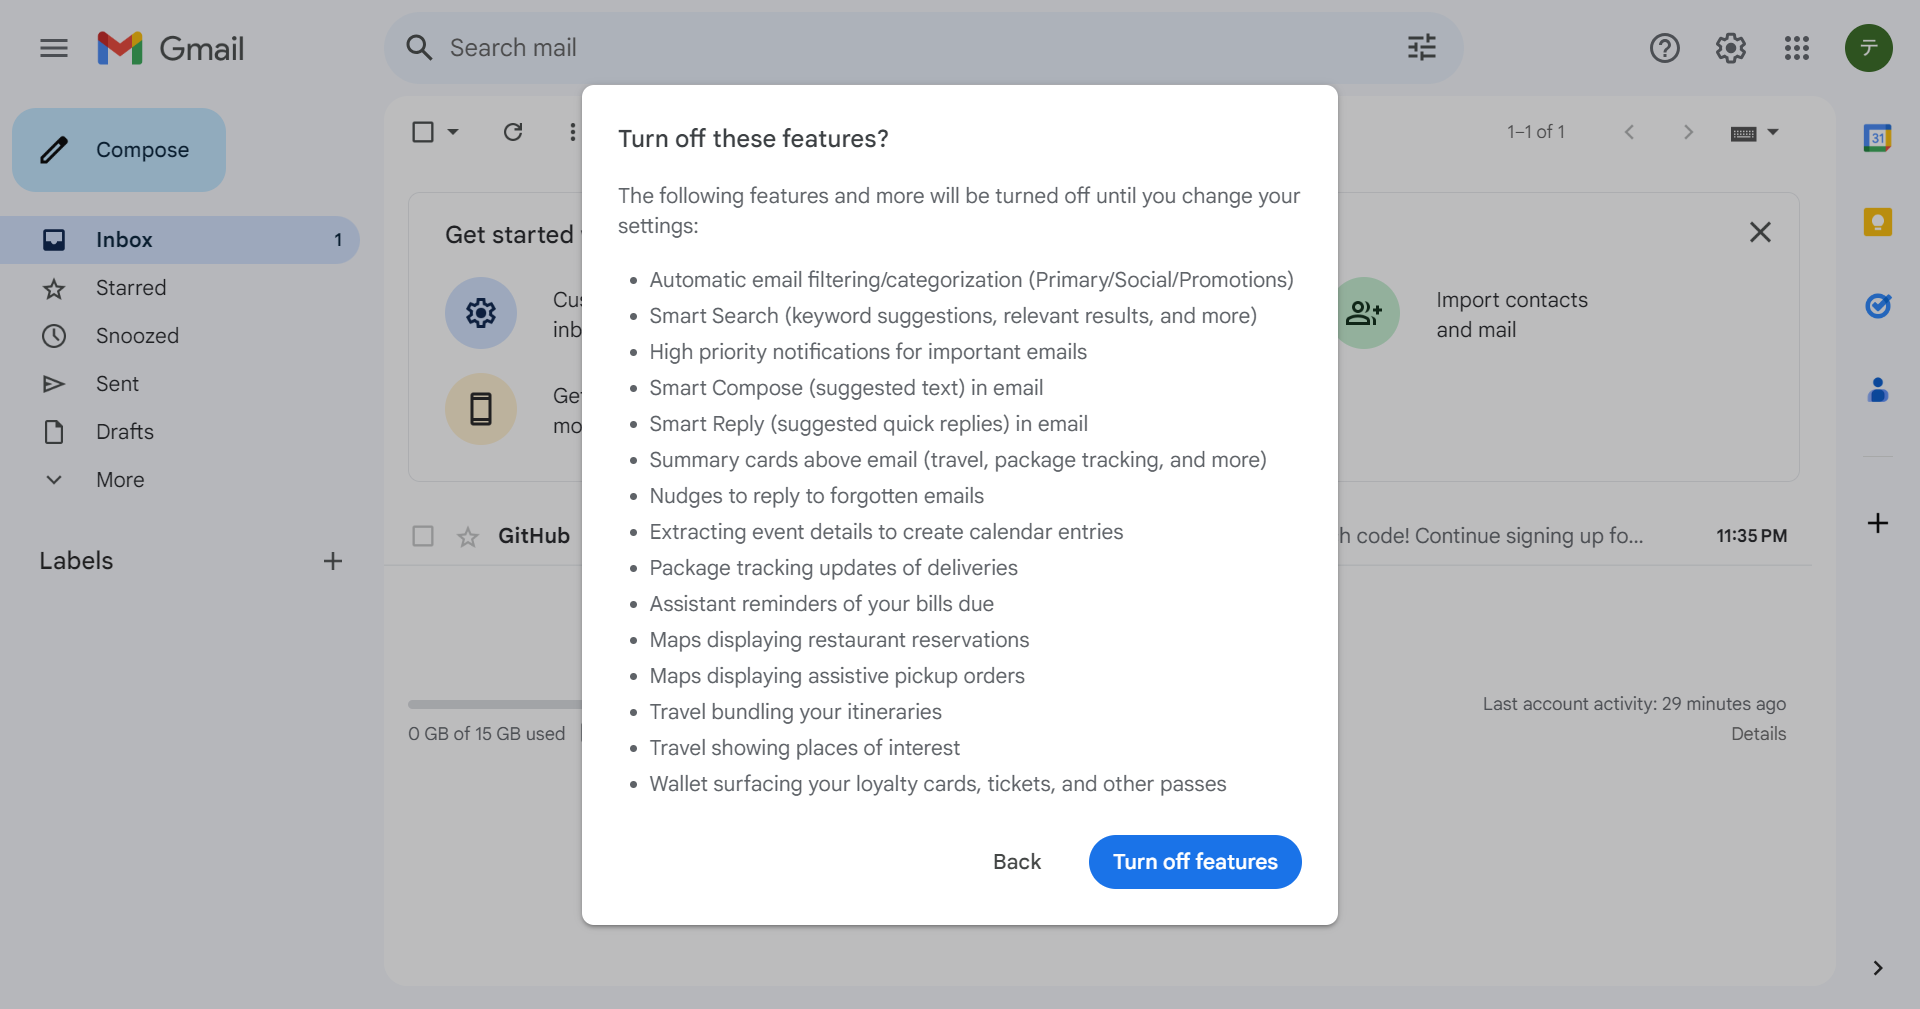 Gmail
Search mail
テ
Compose
Inbox 1
Starred
Snoozed
Sent
Drafts
More
Labels
1–1 of 1
31
Get started
Import contacts
and mail
GitHub
code! Continue signing up fo...
11:35 PM
0 GB of 15 GB used
Last account activity: 29 minutes ago
Details
Turn off these features?
The following features and more will be turned off until you change your
settings:
• Automatic email filtering/categorization (Primary/Social/Promotions)
• Smart Search (keyword suggestions, relevant results, and more)
• High priority notifications for important emails
• Smart Compose (suggested text) in email
• Smart Reply (suggested quick replies) in email
• Summary cards above email (travel, package tracking, and more)
• Nudges to reply to forgotten emails
• Extracting event details to create calendar entries
• Package tracking updates of deliveries
• Assistant reminders of your bills due
• Maps displaying restaurant reservations
• Maps displaying assistive pickup orders
• Travel bundling your itineraries
• Travel showing places of interest
• Wallet surfacing your loyalty cards, tickets, and other passes
Back
Turn off features